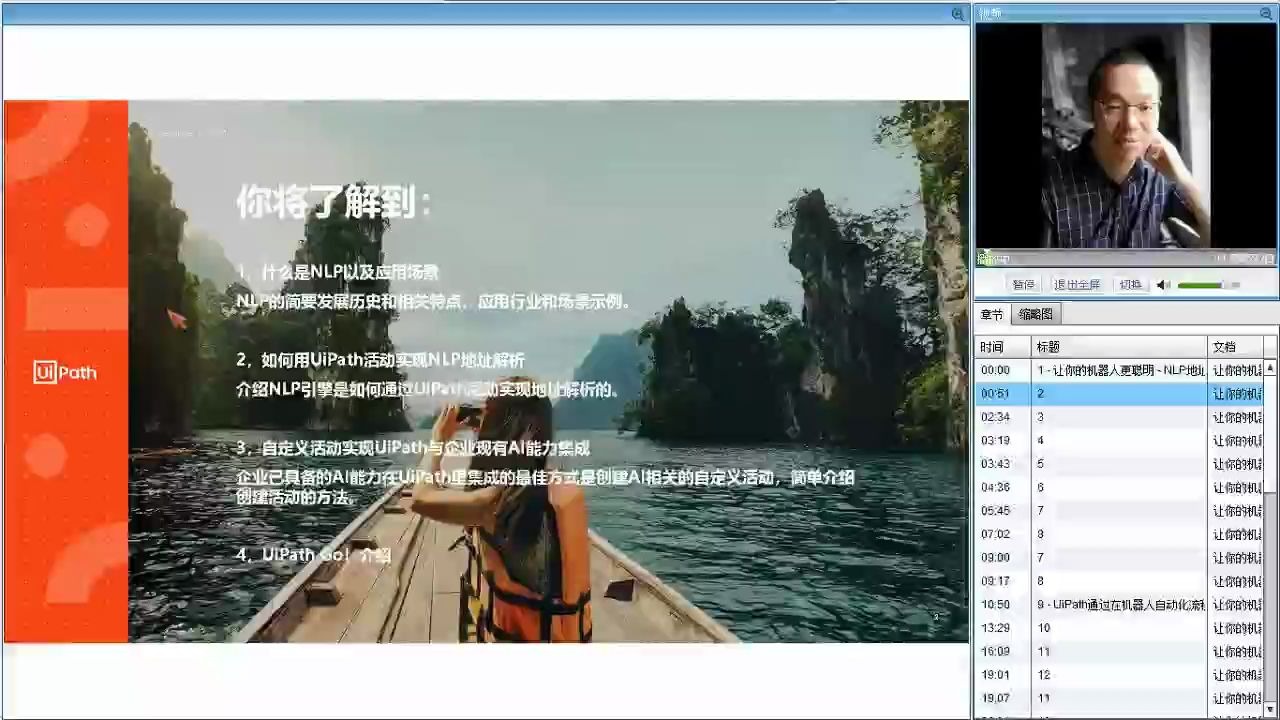 视频
你将了解到：
1，什么是NLP以及应用场景
NLP的简要发展历史和相关特点，应用行业和场景示例。
2，如何用UiPath活动实现NLP地址解析
介绍NLP引擎是如何通过UiPath活动实现地址解析的。
3，自定义活动实现UiPath与企业现有AI能力集成
企业已具备的AI能力在UiPath里集成的最佳方式是创建AI相关的自定义活动，简单介绍
创建活动的方法。
4，UiPath Go！介绍
UiPath
2
暂停 退出全屏 切换
章节 缩略图
时间 标题 文档
00:00 1 - 让你的机器人更聪明 - NLP地址 让你的机
00:51 2 让你的机
02:34 3 让你的机
03:19 4 让你的机
03:43 5 让你的机
04:36 6 让你的机
05:45 7 让你的机
07:02 8 让你的机
09:00 7 让你的机
09:17 8 让你的机
10:50 9 - UiPath通过在机器人自动化流 让你的机
13:29 10 让你的机
16:09 11 让你的机
19:01 12 让你的机
19:07 11 让你的机